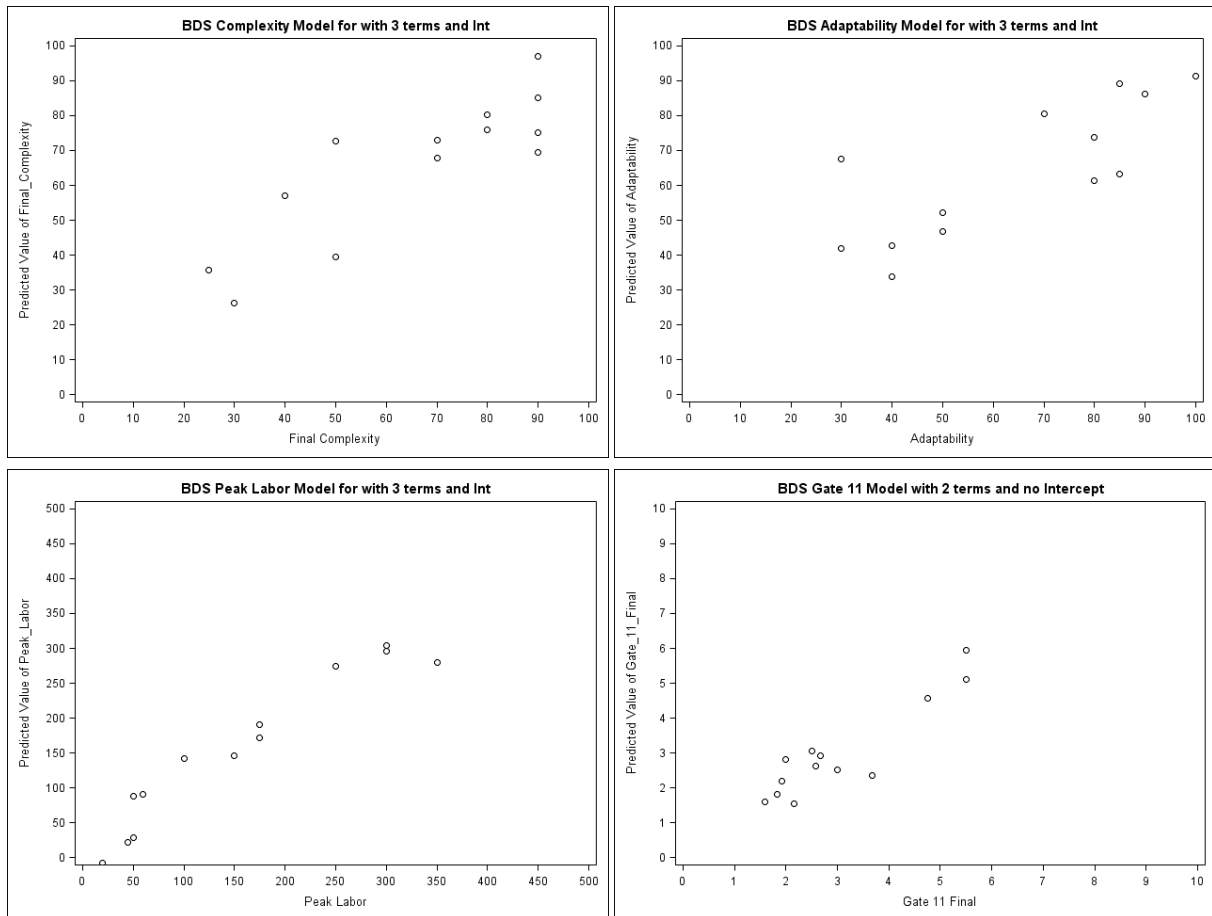 BDS Complexity Model for with 3 terms and Int
100
90
80
70
60
50
40
30
20
10
0
Predicted Value of Final_Complexity
0 10 20 30 40 50 60 70 80 90 100
Final Complexity
BDS Adaptability Model for with 3 terms and Int
100
90
80
70
60
50
40
30
20
10
0
Predicted Value of Adaptability
0 10 20 30 40 50 60 70 80 90 100
Adaptability
BDS Peak Labor Model for with 3 terms and Int
500
450
400
350
300
250
200
150
100
50
0
Predicted Value of Peak_Labor
0 50 100 150 200 250 300 350 400 450 500
Peak Labor
BDS Gate 11 Model with 2 terms and no Intercept
10
9
8
7
6
5
4
3
2
1
0
Predicted Value of Gate_11_Final
0 1 2 3 4 5 6 7 8 9 10
Gate 11 Final